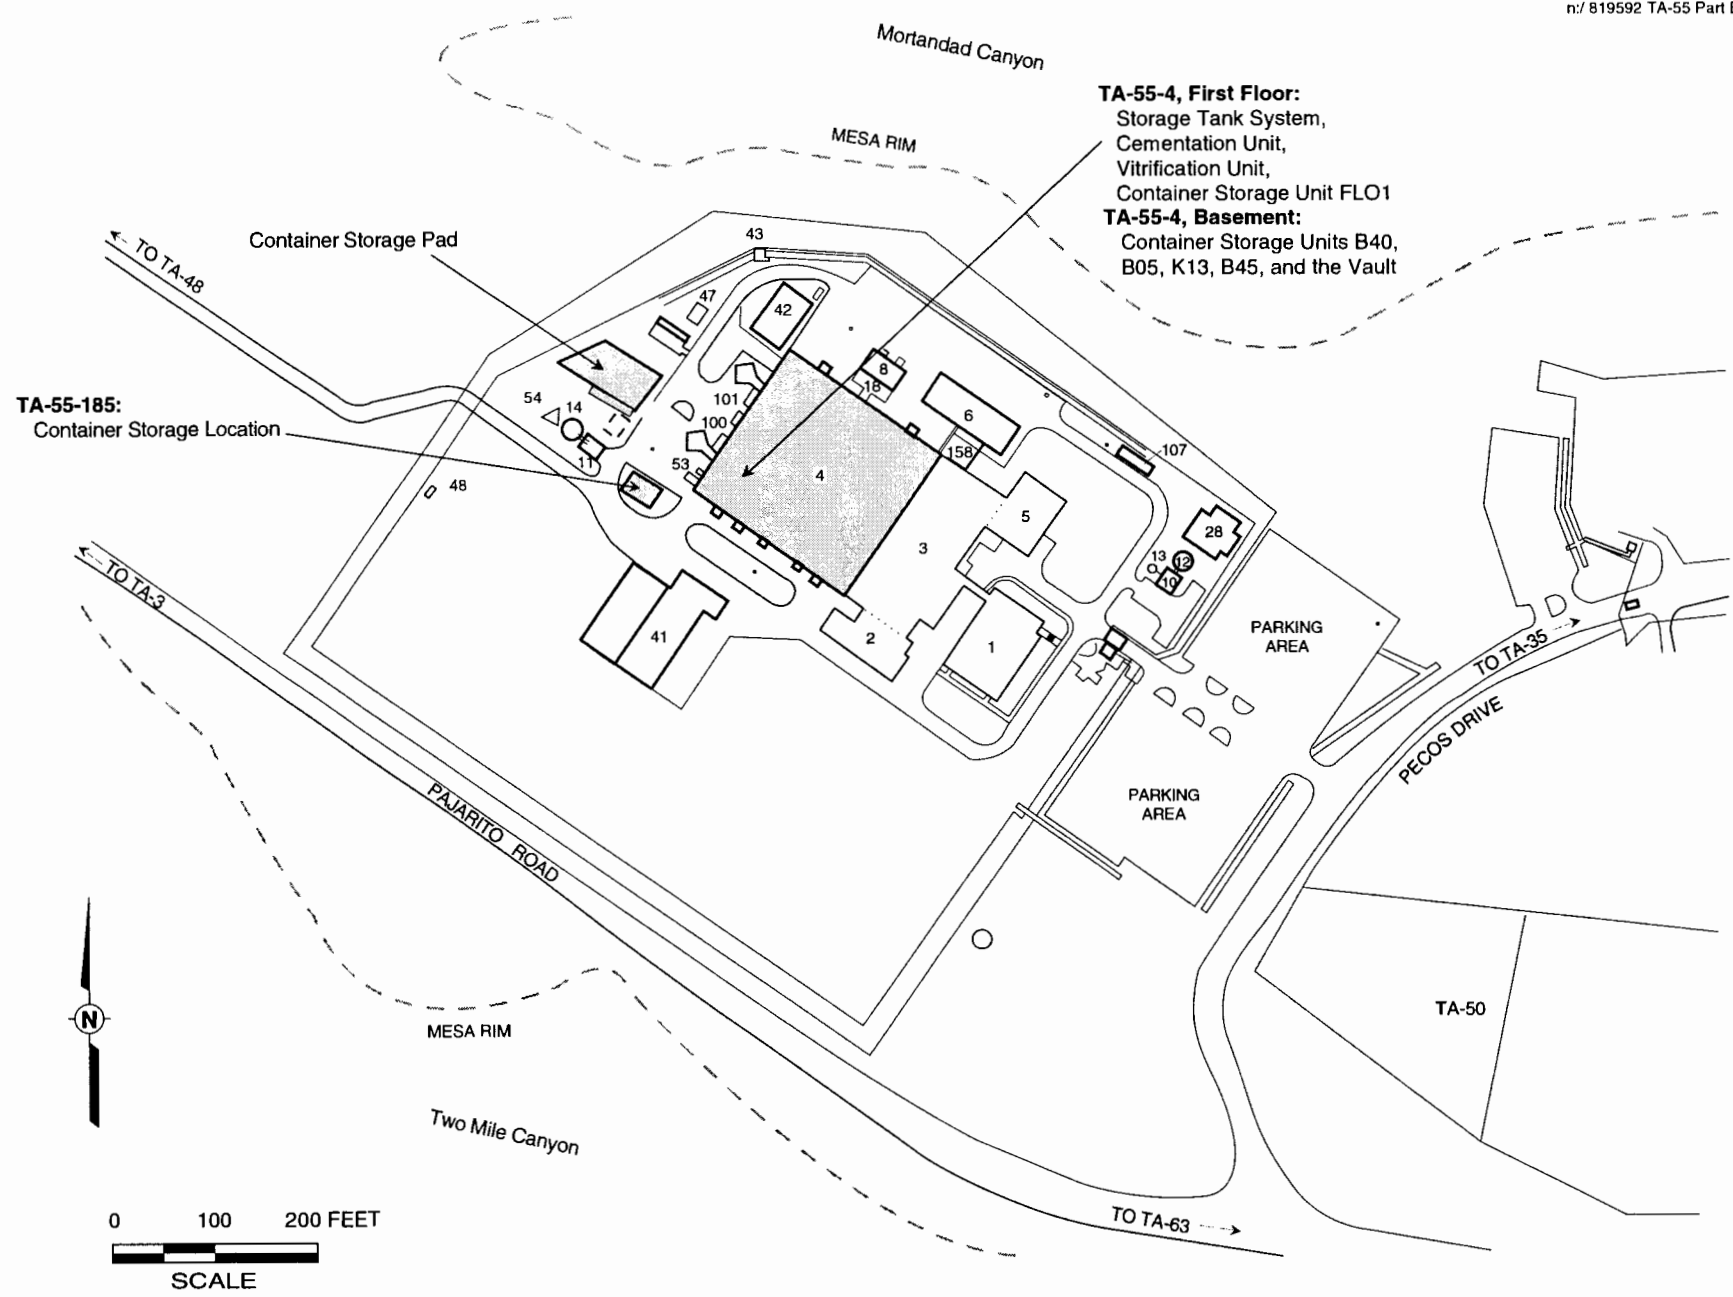 n:/ 819592 TA-55 Part
Mortandad Canyon
TA-55-4, First Floor:
Storage Tank System,
Cementation Unit,
Vitrification Unit,
Container Storage Unit FLO1
TA-55-4, Basement:
Container Storage Units B40,
B05, K13, B45, and the Vault
MESA RIM
TO TA-48
Container Storage Pad
43
47
42
8
18
101
100
6
158
107
TA-55-185:
Container Storage Location
54
14
11
53
48
4
5
3
28
13
12
10
TO TA-3
41
2
1
PARKING
AREA
TO TA-35
PECOS DRIVE
PARKING
AREA
PAJARITO ROAD
N
MESA RIM
TA-50
Two Mile Canyon
TO TA-63
0 100 200 FEET
SCALE